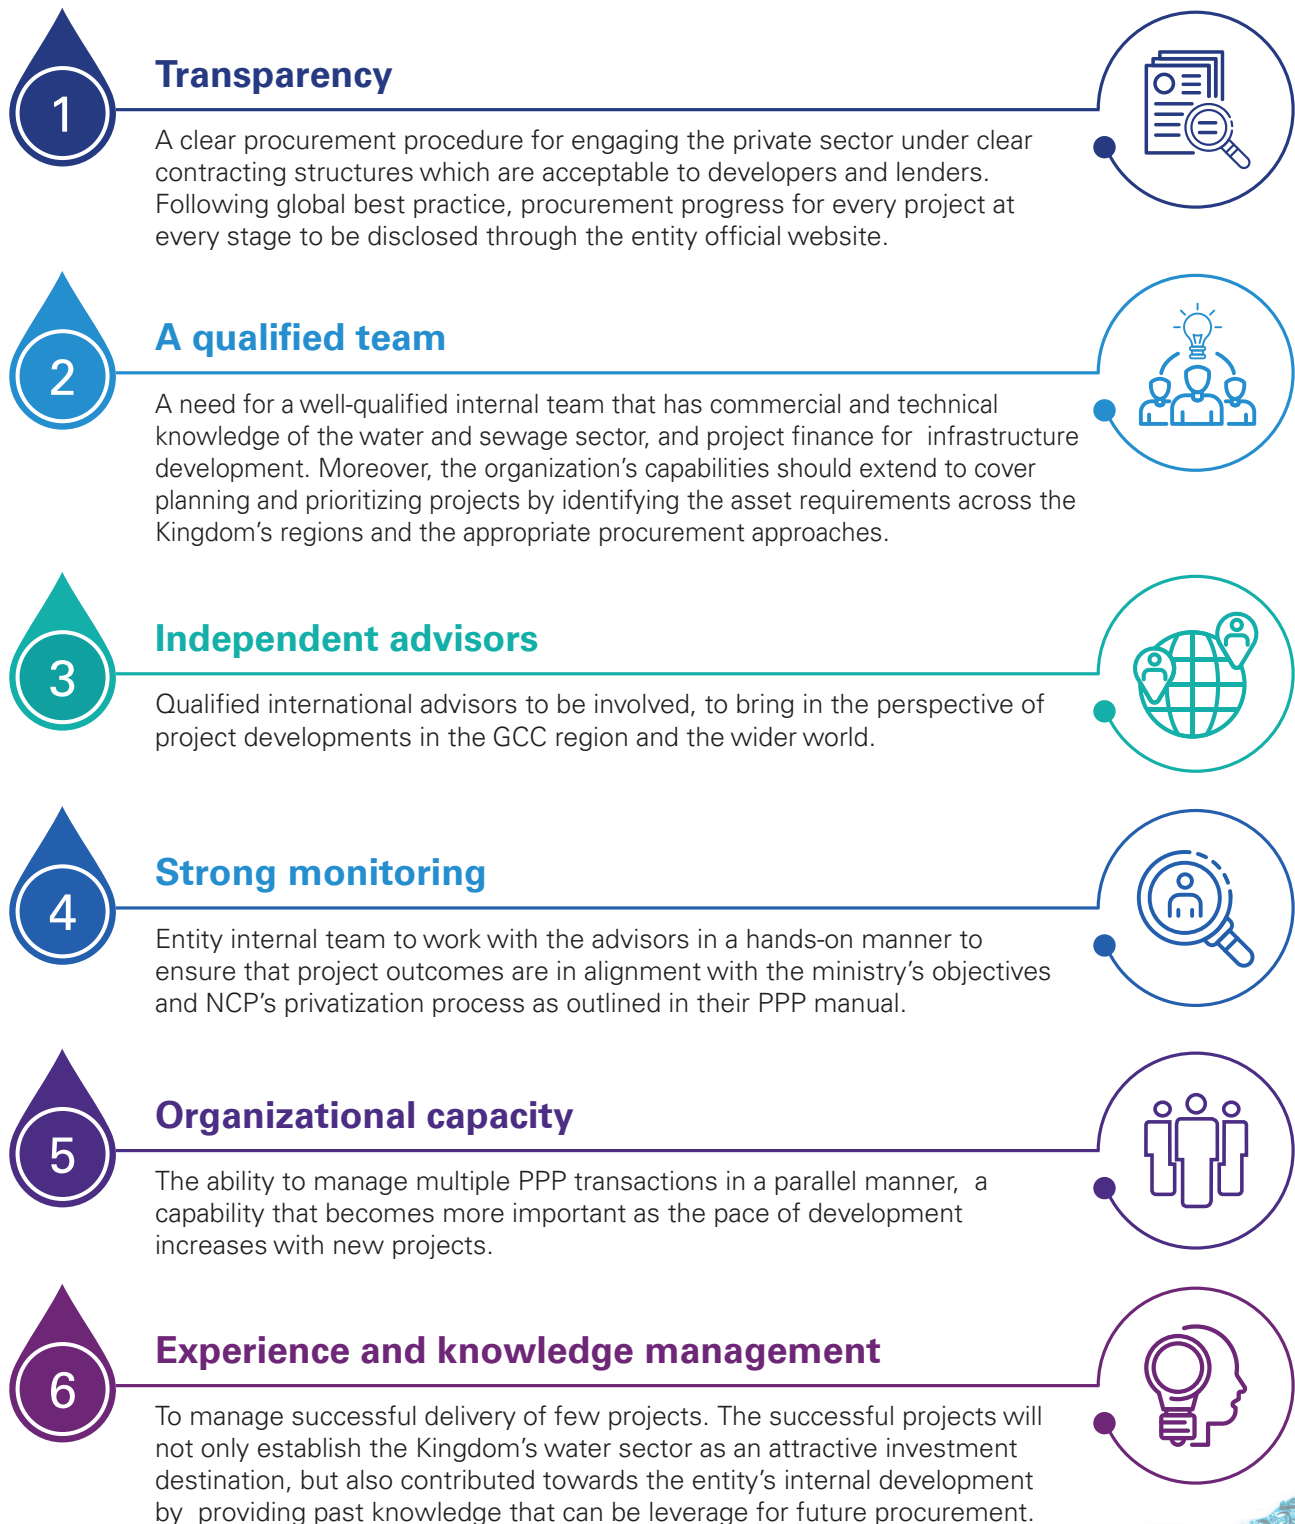 1
Transparency
A clear procurement procedure for engaging the private sector under clear
contracting structures which are acceptable to developers and lenders.
Following global best practice, procurement progress for every project at
every stage to be disclosed through the entity official website.
2
A qualified team
A need for a well-qualified internal team that has commercial and technical
knowledge of the water and sewage sector, and project finance for  infrastructure
development. Moreover, the organization’s capabilities should extend to cover
planning and prioritizing projects by identifying the asset requirements across the
Kingdom’s regions and the appropriate procurement approaches.
3
Independent advisors
Qualified international advisors to be involved, to bring in the perspective of
project developments in the GCC region and the wider world.
4
Strong monitoring
Entity internal team to work with the advisors in a hands-on manner to
ensure that project outcomes are in alignment with the ministry’s objectives
and NCP’s privatization process as outlined in their PPP manual.
5
Organizational capacity
The ability to manage multiple PPP transactions in a parallel manner,  a
capability that becomes more important as the pace of development
increases with new projects.
6
Experience and knowledge management
To manage successful delivery of few projects. The successful projects will
not only establish the Kingdom’s water sector as an attractive investment
destination, but also contributed towards the entity’s internal development
by  providing past knowledge that can be leverage for future procurement.